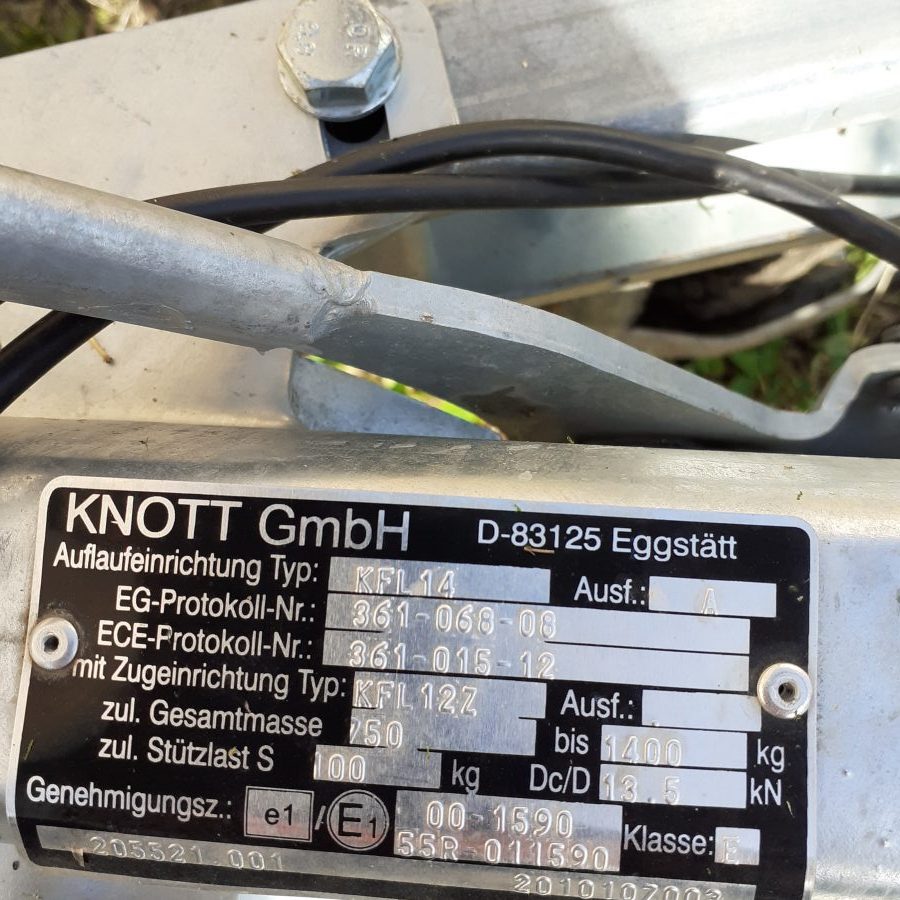 KNOTT GmbH D-83125 Eggstätt
Auflaufeinrichtung Typ: KFL14 Ausf.: A
EG-Protokoll-Nr.: 361-068-08
ECE-Protokoll-Nr.: 361-015-12
mit Zugeinrichtung Typ: KFL12Z Ausf.:
zul. Gesamtmasse 750 bis 1400 kg
zul. Stützlast S 100 kg Dc/D 13.5 kN
Genehmigungsz.: e1 / E1 00-1590 Klasse: E
55R-011590
205521.001